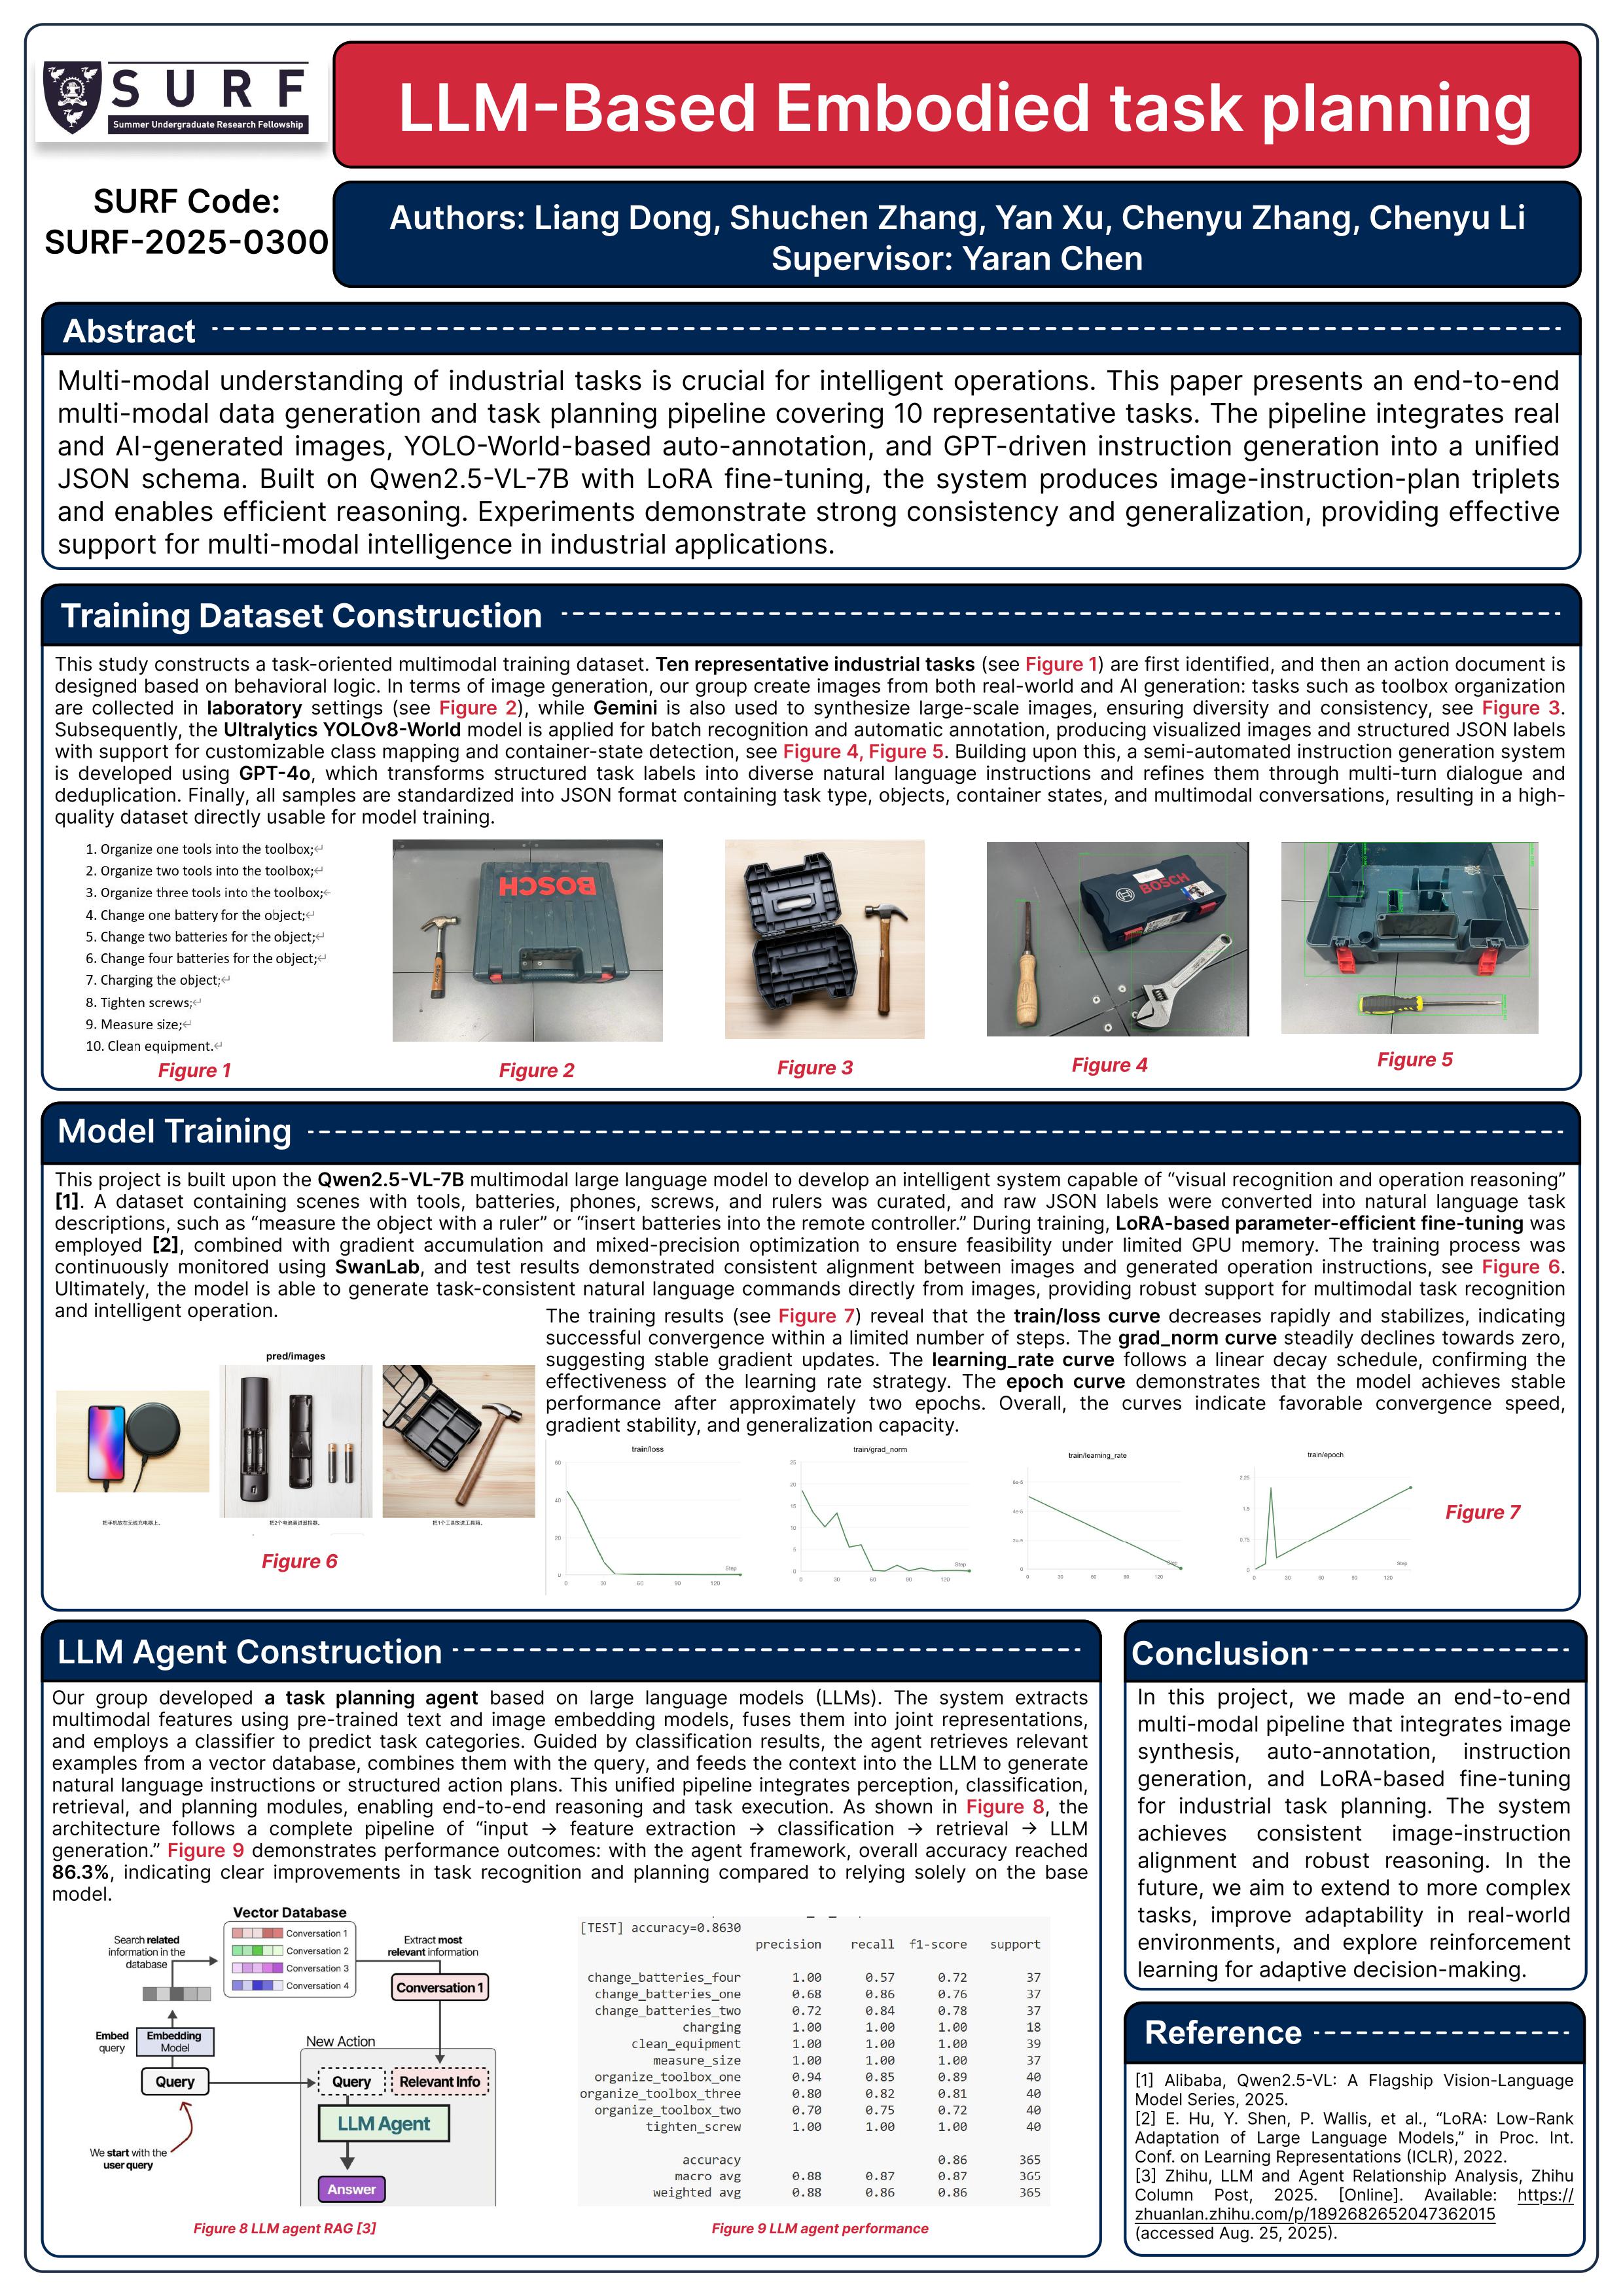 SURF
Summer Undergraduate Research Fellowship
LLM-Based Embodied task planning
SURF Code:
SURF-2025-0300
Authors: Liang Dong, Shuchen Zhang, Yan Xu, Chenyu Zhang, Chenyu Li
Supervisor: Yaran Chen
Abstract
Multi-modal understanding of industrial tasks is crucial for intelligent operations. This paper presents an end-to-end
multi-modal data generation and task planning pipeline covering 10 representative tasks. The pipeline integrates real
and AI-generated images, YOLO-World-based auto-annotation, and GPT-driven instruction generation into a unified
JSON schema. Built on Qwen2.5-VL-7B with LoRA fine-tuning, the system produces image-instruction-plan triplets
and enables efficient reasoning. Experiments demonstrate strong consistency and generalization, providing effective
support for multi-modal intelligence in industrial applications.
Training Dataset Construction
This study constructs a task-oriented multimodal training dataset. Ten representative industrial tasks (see Figure 1) are first identified, and then an action document is
designed based on behavioral logic. In terms of image generation, our group create images from both real-world and AI generation: tasks such as toolbox organization
are collected in laboratory settings (see Figure 2), while Gemini is also used to synthesize large-scale images, ensuring diversity and consistency, see Figure 3.
Subsequently, the Ultralytics YOLOv8-World model is applied for batch recognition and automatic annotation, producing visualized images and structured JSON labels
with support for customizable class mapping and container-state detection, see Figure 4, Figure 5. Building upon this, a semi-automated instruction generation system
is developed using GPT-4o, which transforms structured task labels into diverse natural language instructions and refines them through multi-turn dialogue and
deduplication. Finally, all samples are standardized into JSON format containing task type, objects, container states, and multimodal conversations, resulting in a high-
quality dataset directly usable for model training.
1. Organize one tools into the toolbox;↵
2. Organize two tools into the toolbox;↵
3. Organize three tools into the toolbox;↵
4. Change one battery for the object;↵
5. Change two batteries for the object;↵
6. Change four batteries for the object;↵
7. Charging the object;↵
8. Tighten screws;↵
9. Measure size;↵
10. Clean equipment.↵
Figure 1
BOSCH
Figure 2
Figure 3
BOSCH
Figure 4
Figure 5
Model Training
This project is built upon the Qwen2.5-VL-7B multimodal large language model to develop an intelligent system capable of “visual recognition and operation reasoning”
[1]. A dataset containing scenes with tools, batteries, phones, screws, and rulers was curated, and raw JSON labels were converted into natural language task
descriptions, such as “measure the object with a ruler” or “insert batteries into the remote controller.” During training, LoRA-based parameter-efficient fine-tuning was
employed [2], combined with gradient accumulation and mixed-precision optimization to ensure feasibility under limited GPU memory. The training process was
continuously monitored using SwanLab, and test results demonstrated consistent alignment between images and generated operation instructions, see Figure 6.
Ultimately, the model is able to generate task-consistent natural language commands directly from images, providing robust support for multimodal task recognition
and intelligent operation.
pred/images
把手机放在无线充电器上。
把2个电池装进遥控器。
把1个工具放进工具箱。
Figure 6
The training results (see Figure 7) reveal that the train/loss curve decreases rapidly and stabilizes, indicating
successful convergence within a limited number of steps. The grad_norm curve steadily declines towards zero,
suggesting stable gradient updates. The learning_rate curve follows a linear decay schedule, confirming the
effectiveness of the learning rate strategy. The epoch curve demonstrates that the model achieves stable
performance after approximately two epochs. Overall, the curves indicate favorable convergence speed,
gradient stability, and generalization capacity.
train/loss
60
40
20
0
Step
0 30 60 90 120
train/grad_norm
25
20
15
10
5
0
Step
0 30 60 90 120
train/learning_rate
6e-5
4e-5
2e-5
0
Step
0 30 60 90 120
train/epoch
2.25
1.5
0.75
0
Step
0 30 60 90 120
Figure 7
LLM Agent Construction
Our group developed a task planning agent based on large language models (LLMs). The system extracts
multimodal features using pre-trained text and image embedding models, fuses them into joint representations,
and employs a classifier to predict task categories. Guided by classification results, the agent retrieves relevant
examples from a vector database, combines them with the query, and feeds the context into the LLM to generate
natural language instructions or structured action plans. This unified pipeline integrates perception, classification,
retrieval, and planning modules, enabling end-to-end reasoning and task execution. As shown in Figure 8, the
architecture follows a complete pipeline of “input → feature extraction → classification → retrieval → LLM
generation.” Figure 9 demonstrates performance outcomes: with the agent framework, overall accuracy reached
86.3%, indicating clear improvements in task recognition and planning compared to relying solely on the base
model.
Vector Database
Conversation 1
Conversation 2
Conversation 3
Conversation 4
Search related
information in the
database
Extract most
relevant information
Conversation 1
Embed
query
Embedding
Model
New Action
Query
Query
Relevant Info
LLM Agent
We start with the
user query
Answer
Figure 8 LLM agent RAG [3]
[TEST] accuracy=0.8630
precision recall f1-score support
change_batteries_four 1.00 0.57 0.72 37
change_batteries_one 0.68 0.86 0.76 37
change_batteries_two 0.72 0.84 0.78 37
charging 1.00 1.00 1.00 18
clean_equipment 1.00 1.00 1.00 39
measure_size 1.00 1.00 1.00 37
organize_toolbox_one 0.94 0.85 0.89 40
organize_toolbox_three 0.80 0.82 0.81 40
organize_toolbox_two 0.70 0.75 0.72 40
tighten_screw 1.00 1.00 1.00 40
accuracy 0.86 365
macro avg 0.88 0.87 0.87 365
weighted avg 0.88 0.86 0.86 365
Figure 9 LLM agent performance
Conclusion
In this project, we made an end-to-end
multi-modal pipeline that integrates image
synthesis, auto-annotation, instruction
generation, and LoRA-based fine-tuning
for industrial task planning. The system
achieves consistent image-instruction
alignment and robust reasoning. In the
future, we aim to extend to more complex
tasks, improve adaptability in real-world
environments, and explore reinforcement
learning for adaptive decision-making.
Reference
[1] Alibaba, Qwen2.5-VL: A Flagship Vision-Language
Model Series, 2025.
[2] E. Hu, Y. Shen, P. Wallis, et al., “LoRA: Low-Rank
Adaptation of Large Language Models,” in Proc. Int.
Conf. on Learning Representations (ICLR), 2022.
[3] Zhihu, LLM and Agent Relationship Analysis, Zhihu
Column Post, 2025. [Online]. Available: https://
zhuanlan.zhihu.com/p/1892682652047362015
(accessed Aug. 25, 2025).